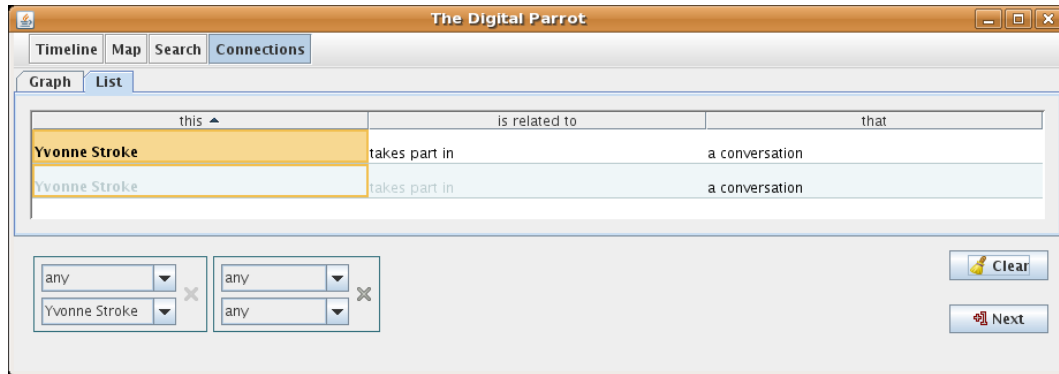 The Digital Parrot
Timeline Map Search Connections
Graph List
this is related to that
Yvonne Stroke takes part in a conversation
Yvonne Stroke takes part in a conversation
any any
Yvonne Stroke any
Clear
Next